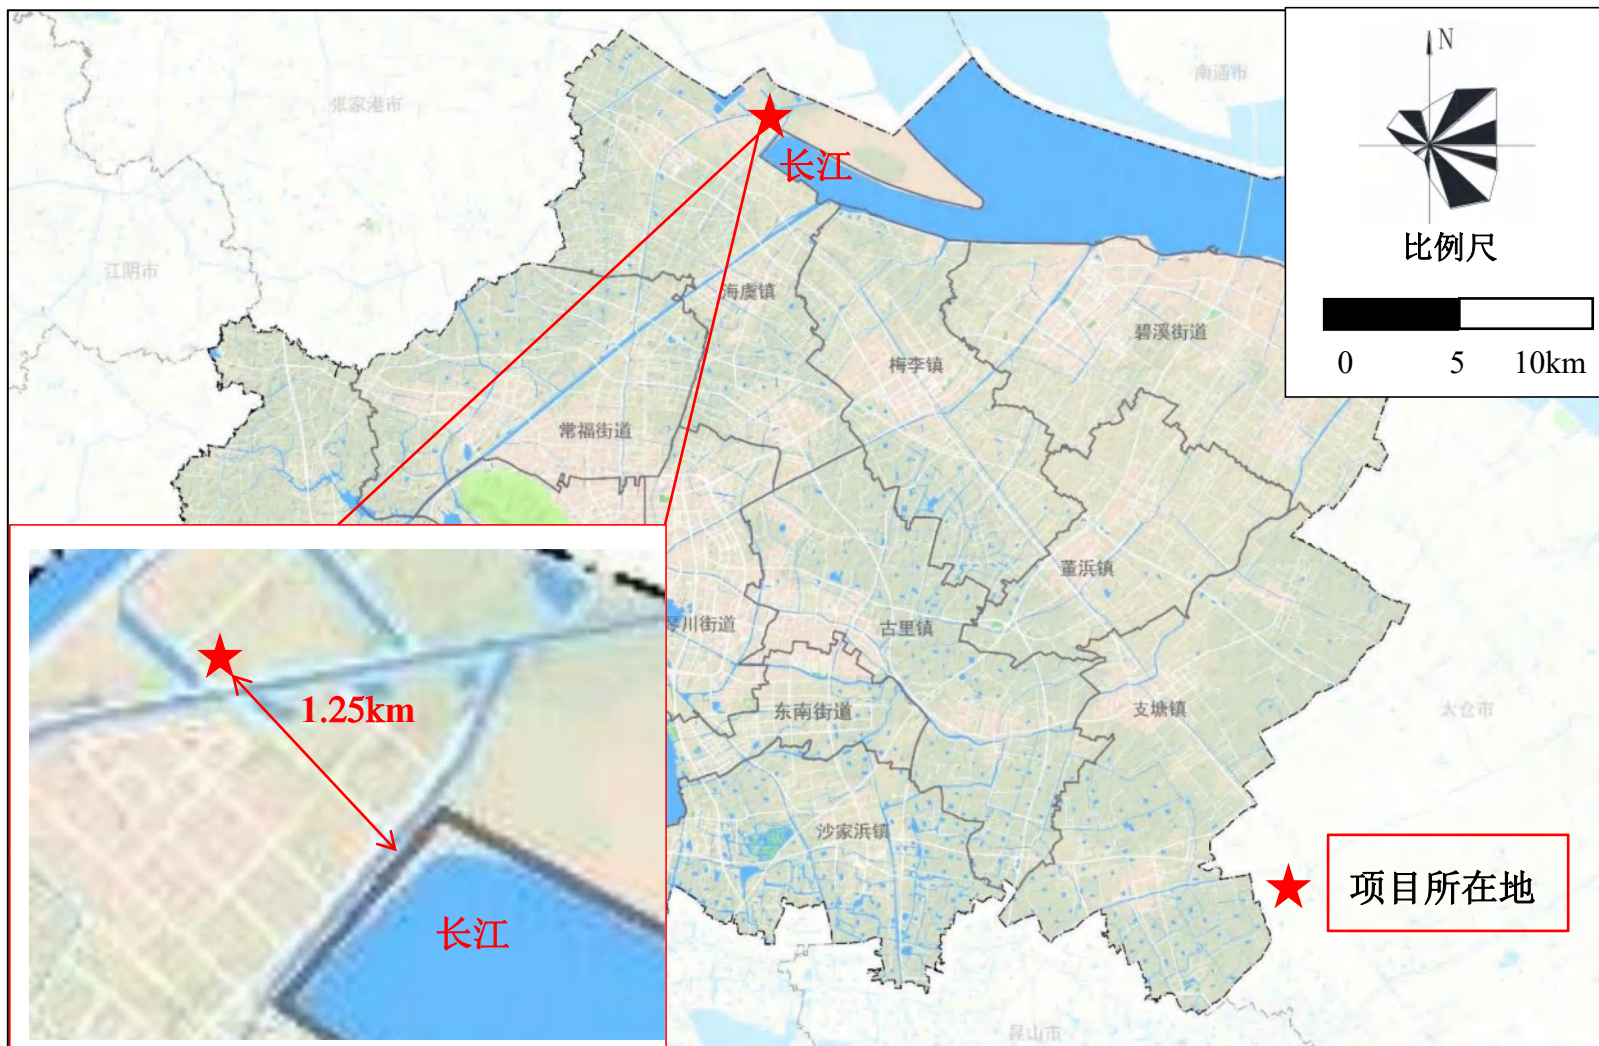 南通市
N
张家港市
长江
比例尺
江阴市
海虞镇
碧溪街道
0 5 10km
梅李镇
常福街道
董浜镇
琴川街道
古里镇
1.25km
东南街道
支塘镇
太仓市
沙家浜镇
项目所在地
长江
昆山市